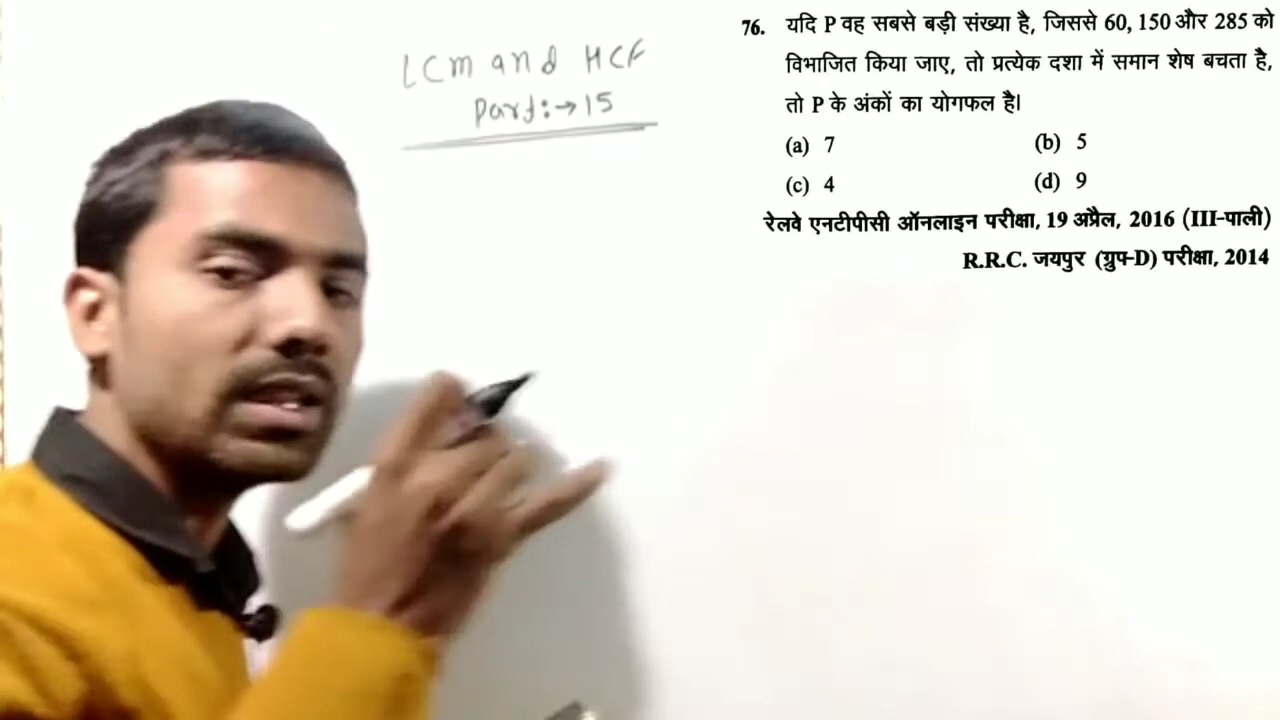 LCM and HCF
Part:→15
76. यदि P वह सबसे बड़ी संख्या है, जिससे 60, 150 और 285 को
विभाजित किया जाए, तो प्रत्येक दशा में समान शेष बचता है,
तो P के अंकों का योगफल है।
(a) 7 (b) 5
(c) 4 (d) 9
रेलवे एनटीपीसी ऑनलाइन परीक्षा, 19 अप्रैल, 2016 (III-पाली)
R.R.C. जयपुर (ग्रुप-D) परीक्षा, 2014